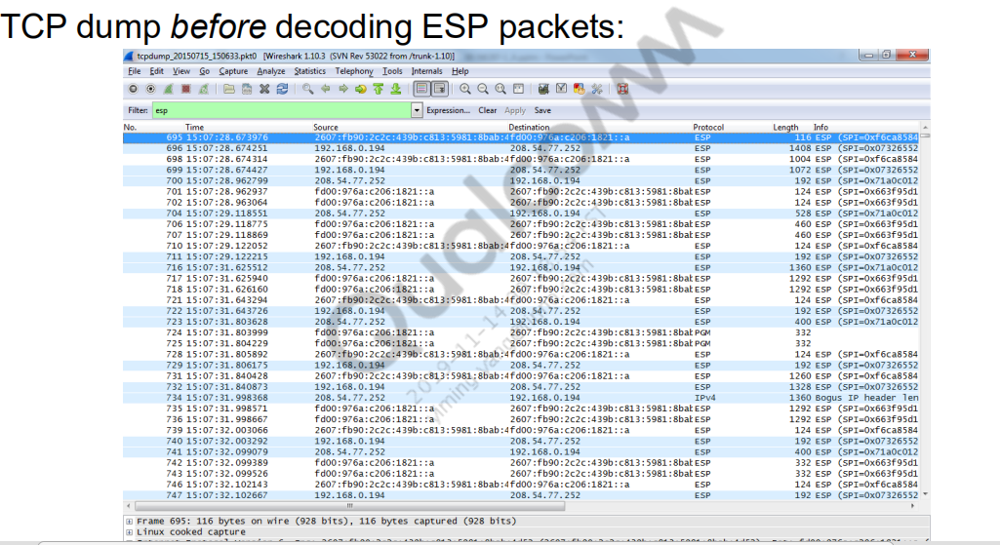 TCP dump before decoding ESP packets:
tcpdump_20150715_150633.pkt0 [Wireshark 1.10.3 (SVN Rev 53022 from /trunk-1.10)]
File Edit View Go Capture Analyze Statistics Telephony Tools Internals Help
Filter: esp Expression... Clear Apply Save
No. Time Source Destination Protocol Length Info
695 15:07:28.673976 2607:fb90:2c2c:439b:c813:5981:8bab:4fd00:976a:c206:1821::a ESP 116 ESP (SPI=0xf6ca8584
696 15:07:28.674251 192.168.0.194 208.54.77.252 ESP 1408 ESP (SPI=0x07326552
698 15:07:28.674314 2607:fb90:2c2c:439b:c813:5981:8bab:4fd00:976a:c206:1821::a ESP 1004 ESP (SPI=0xf6ca8584
699 15:07:28.674427 192.168.0.194 208.54.77.252 ESP 1072 ESP (SPI=0x07326552
700 15:07:28.962799 208.54.77.252 192.168.0.194 ESP 192 ESP (SPI=0x71a0c012
701 15:07:28.962937 fd00:976a:c206:1821::a 2607:fb90:2c2c:439b:c813:5981:8bab ESP 124 ESP (SPI=0x663f95d1
702 15:07:28.963064 fd00:976a:c206:1821::a 2607:fb90:2c2c:439b:c813:5981:8bab ESP 124 ESP (SPI=0x663f95d1
704 15:07:29.118551 208.54.77.252 192.168.0.194 ESP 528 ESP (SPI=0x71a0c012
706 15:07:29.118775 fd00:976a:c206:1821::a 2607:fb90:2c2c:439b:c813:5981:8bab ESP 460 ESP (SPI=0x663f95d1
707 15:07:29.118869 fd00:976a:c206:1821::a 2607:fb90:2c2c:439b:c813:5981:8bab ESP 460 ESP (SPI=0x663f95d1
710 15:07:29.122052 2607:fb90:2c2c:439b:c813:5981:8bab:4fd00:976a:c206:1821::a ESP 124 ESP (SPI=0xf6ca8584
711 15:07:29.122215 192.168.0.194 208.54.77.252 ESP 192 ESP (SPI=0x07326552
716 15:07:31.625512 208.54.77.252 192.168.0.194 ESP 1360 ESP (SPI=0x71a0c012
717 15:07:31.625940 fd00:976a:c206:1821::a 2607:fb90:2c2c:439b:c813:5981:8bab ESP 1292 ESP (SPI=0x663f95d1
718 15:07:31.626160 fd00:976a:c206:1821::a 2607:fb90:2c2c:439b:c813:5981:8bab ESP 1292 ESP (SPI=0x663f95d1
721 15:07:31.643294 2607:fb90:2c2c:439b:c813:5981:8bab:4fd00:976a:c206:1821::a ESP 124 ESP (SPI=0xf6ca8584
722 15:07:31.643726 192.168.0.194 208.54.77.252 ESP 192 ESP (SPI=0x07326552
723 15:07:31.803628 208.54.77.252 192.168.0.194 ESP 400 ESP (SPI=0x71a0c012
724 15:07:31.803999 fd00:976a:c206:1821::a 2607:fb90:2c2c:439b:c813:5981:8bab PGM 332
725 15:07:31.804229 fd00:976a:c206:1821::a 2607:fb90:2c2c:439b:c813:5981:8bab PGM 332
728 15:07:31.805892 2607:fb90:2c2c:439b:c813:5981:8bab:4fd00:976a:c206:1821::a ESP 124 ESP (SPI=0xf6ca8584
729 15:07:31.806175 192.168.0.194 208.54.77.252 ESP 192 ESP (SPI=0x07326552
731 15:07:31.840428 2607:fb90:2c2c:439b:c813:5981:8bab:4fd00:976a:c206:1821::a ESP 1260 ESP (SPI=0xf6ca8584
732 15:07:31.840873 192.168.0.194 208.54.77.252 ESP 1328 ESP (SPI=0x07326552
734 15:07:31.998368 208.54.77.252 192.168.0.194 IPv4 1360 Bogus IP header len
735 15:07:31.998571 fd00:976a:c206:1821::a 2607:fb90:2c2c:439b:c813:5981:8bab ESP 1292 ESP (SPI=0x663f95d1
736 15:07:31.998667 fd00:976a:c206:1821::a 2607:fb90:2c2c:439b:c813:5981:8bab ESP 1292 ESP (SPI=0x663f95d1
739 15:07:32.003066 2607:fb90:2c2c:439b:c813:5981:8bab:4fd00:976a:c206:1821::a ESP 124 ESP (SPI=0xf6ca8584
740 15:07:32.003292 192.168.0.194 208.54.77.252 ESP 192 ESP (SPI=0x07326552
741 15:07:32.099079 208.54.77.252 192.168.0.194 ESP 400 ESP (SPI=0x71a0c012
742 15:07:32.099389 fd00:976a:c206:1821::a 2607:fb90:2c2c:439b:c813:5981:8bab ESP 332 ESP (SPI=0x663f95d1
743 15:07:32.099526 fd00:976a:c206:1821::a 2607:fb90:2c2c:439b:c813:5981:8bab ESP 332 ESP (SPI=0x663f95d1
746 15:07:32.102143 2607:fb90:2c2c:439b:c813:5981:8bab:4fd00:976a:c206:1821::a ESP 124 ESP (SPI=0xf6ca8584
747 15:07:32.102667 192.168.0.194 208.54.77.252 ESP 192 ESP (SPI=0x07326552
Frame 695: 116 bytes on wire (928 bits), 116 bytes captured (928 bits)
Linux cooked capture
Qualcomm